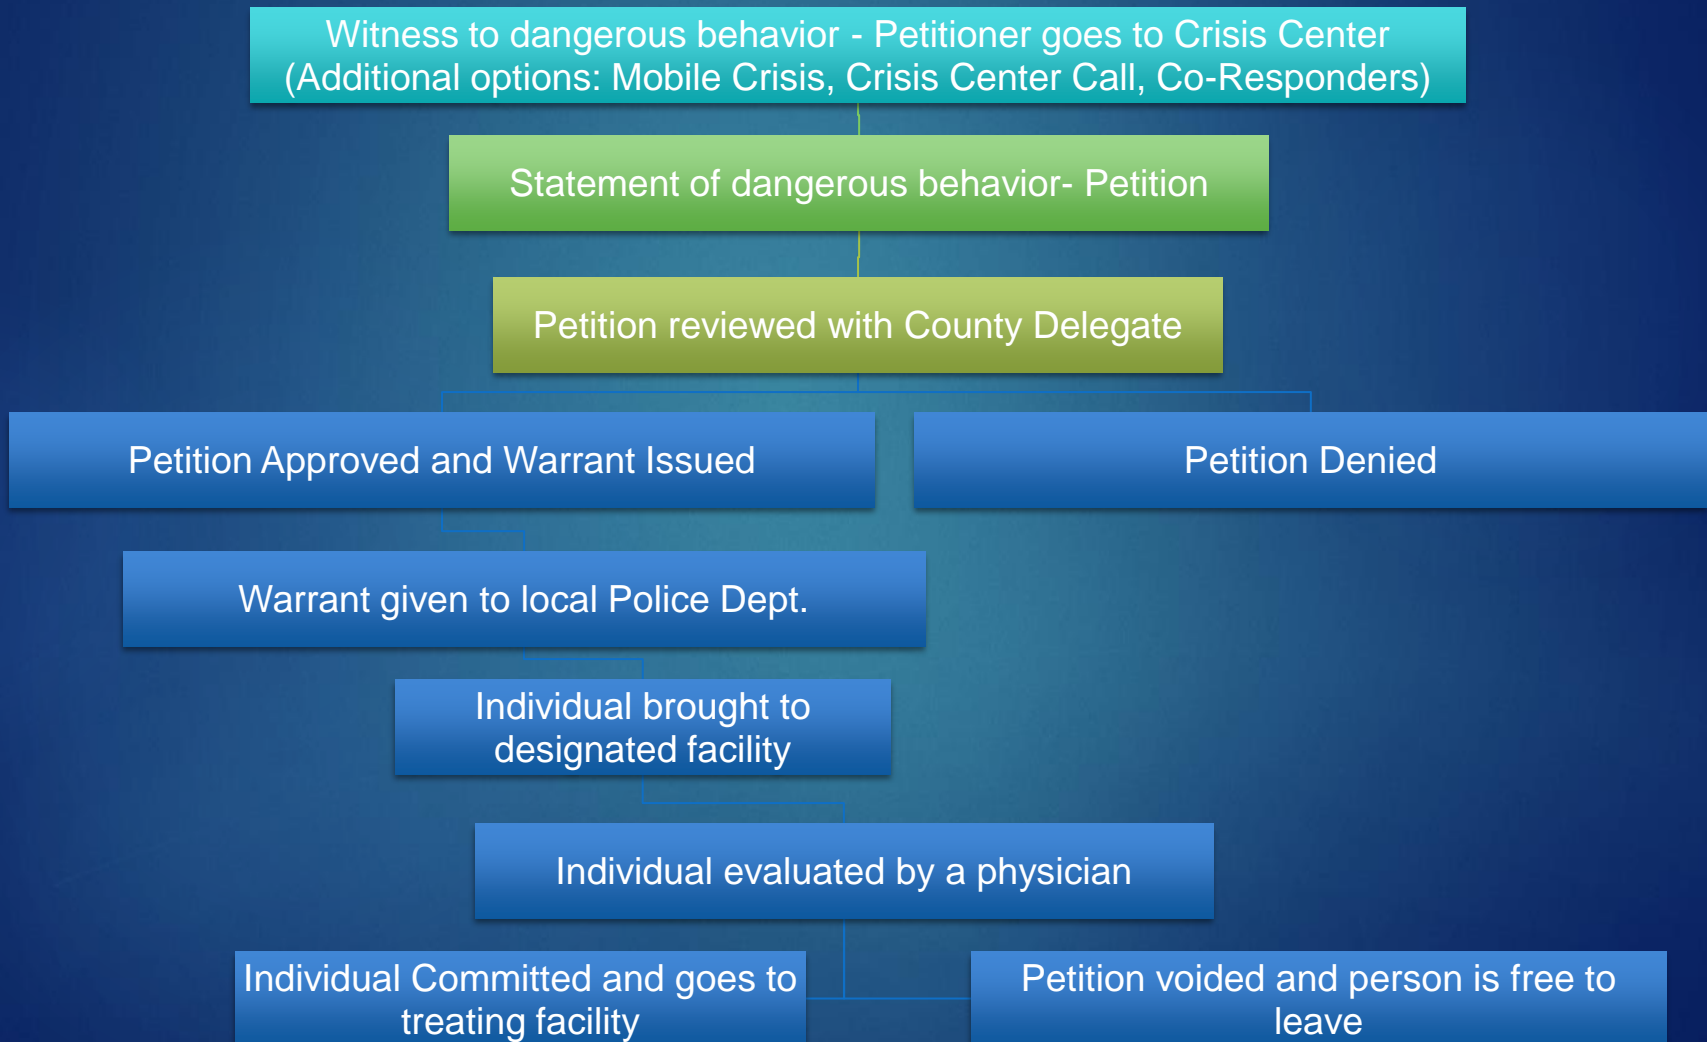 Witness to dangerous behavior - Petitioner goes to Crisis Center
(Additional options: Mobile Crisis, Crisis Center Call, Co-Responders)
Statement of dangerous behavior- Petition
Petition reviewed with County Delegate
Petition Approved and Warrant Issued
Petition Denied
Warrant given to local Police Dept.
Individual brought to
designated facility
Individual evaluated by a physician
Individual Committed and goes to
treating facility
Petition voided and person is free to
leave